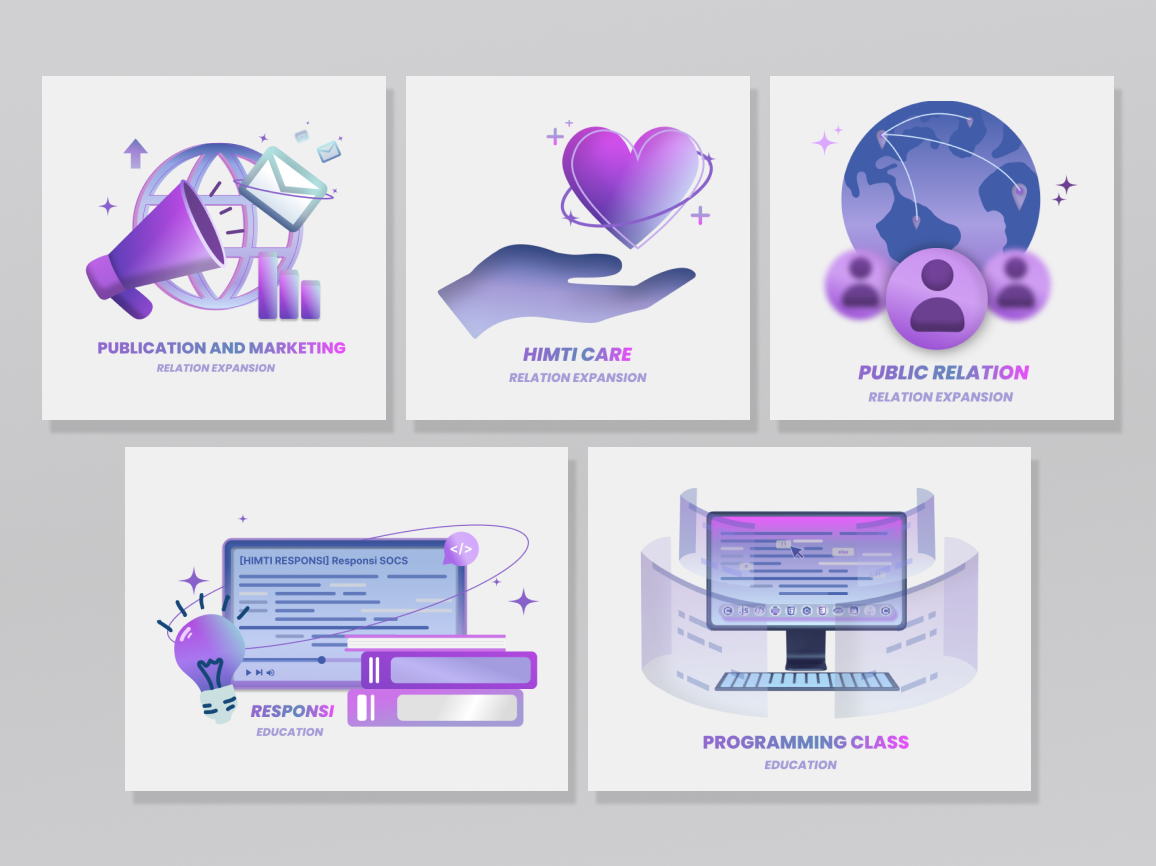 PUBLICATION AND MARKETING
RELATION EXPANSION
HIMTI CARE
RELATION EXPANSION
PUBLIC RELATION
RELATION EXPANSION
[HIMTI RESPONSI] Responsi SOCS
</>
RESPONSI
EDUCATION
PROGRAMMING CLASS
EDUCATION